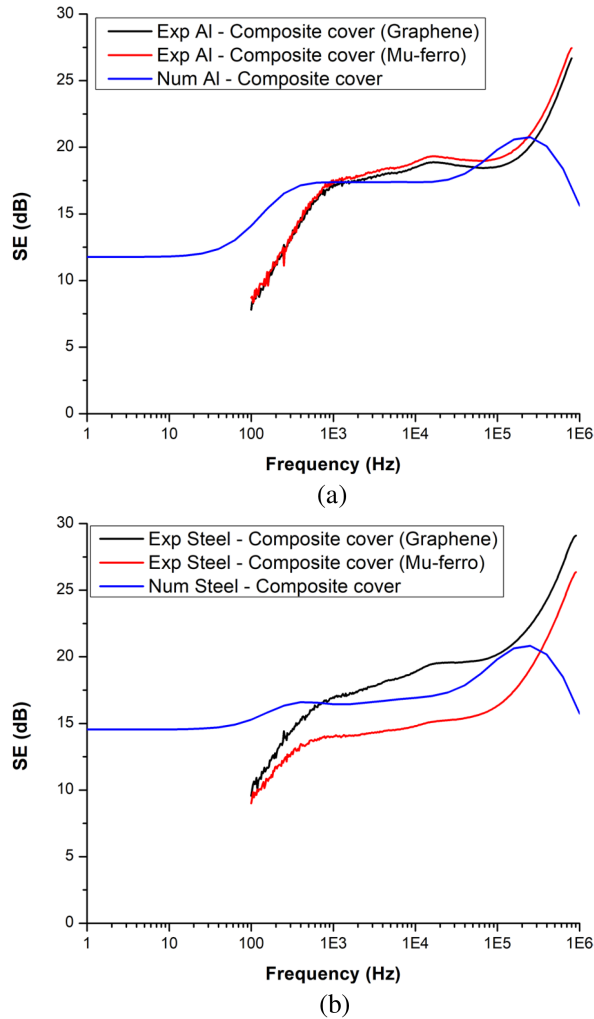 30
Exp Al - Composite cover (Graphene)
Exp Al - Composite cover (Mu-ferro)
Num Al - Composite cover
25
20
15
10
5
0
SE (dB)
1 10 100 1E3 1E4 1E5 1E6
Frequency (Hz)
(a)
30
Exp Steel - Composite cover (Graphene)
Exp Steel - Composite cover (Mu-ferro)
Num Steel - Composite cover
25
20
15
10
5
0
SE (dB)
1 10 100 1E3 1E4 1E5 1E6
Frequency (Hz)
(b)